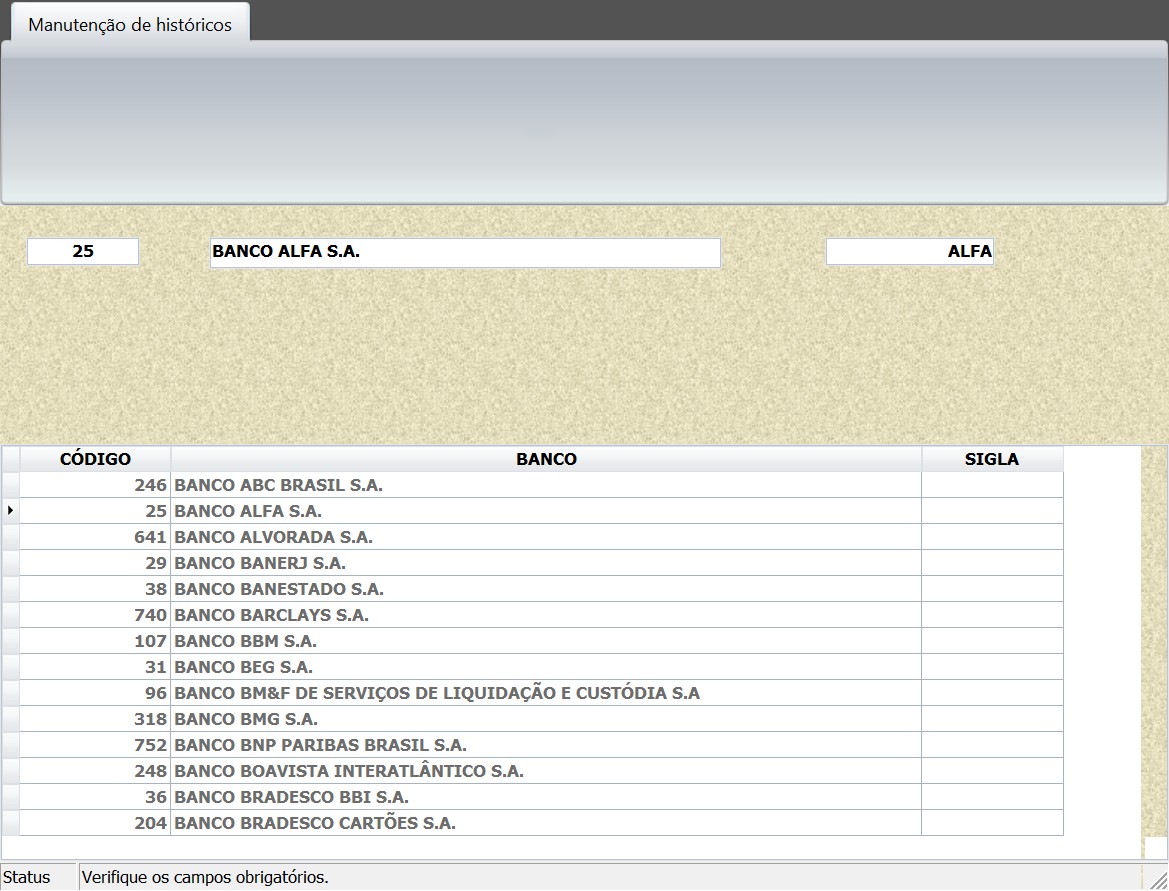 Manutenção de históricos
25 BANCO ALFA S.A. ALFA
CÓDIGO BANCO SIGLA
246 BANCO ABC BRASIL S.A.
25 BANCO ALFA S.A.
641 BANCO ALVORADA S.A.
29 BANCO BANERJ S.A.
38 BANCO BANESTADO S.A.
740 BANCO BARCLAYS S.A.
107 BANCO BBM S.A.
31 BANCO BEG S.A.
96 BANCO BM&F DE SERVIÇOS DE LIQUIDAÇÃO E CUSTÓDIA S.A
318 BANCO BMG S.A.
752 BANCO BNP PARIBAS BRASIL S.A.
248 BANCO BOAVISTA INTERATLÂNTICO S.A.
36 BANCO BRADESCO BBI S.A.
204 BANCO BRADESCO CARTÕES S.A.
Status Verifique os campos obrigatórios.